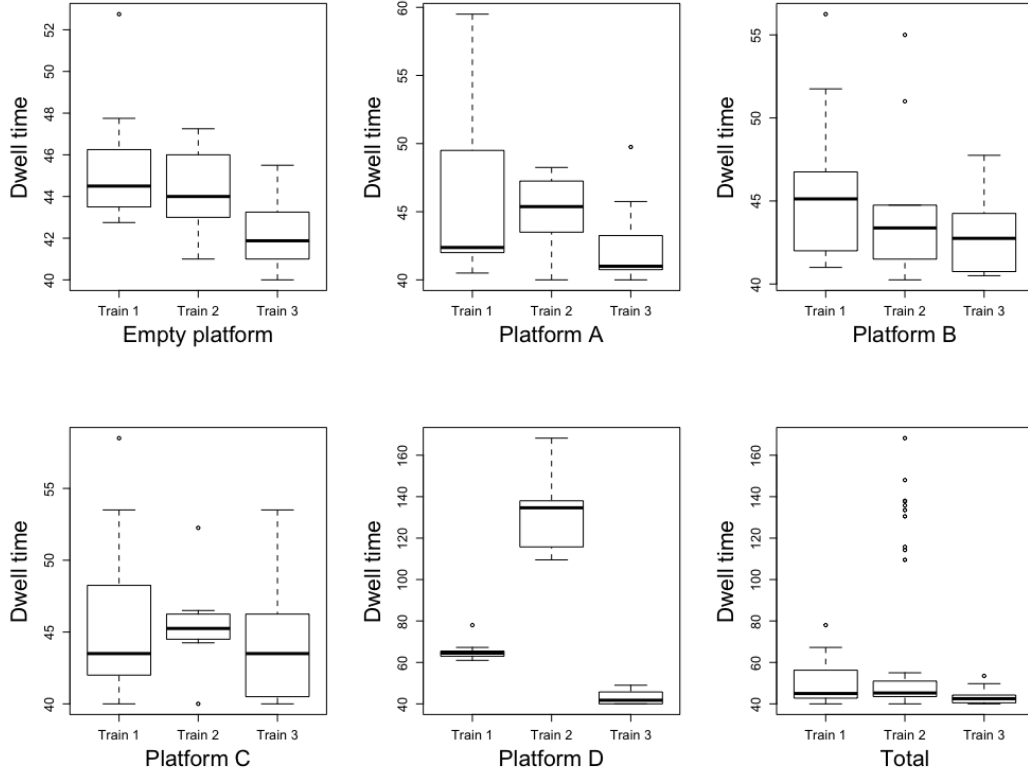 Dwell time
52
50
48
46
44
42
40
Train 1 Train 2 Train 3
Empty platform
Dwell time
60
55
50
45
40
Train 1 Train 2 Train 3
Platform A
Dwell time
55
50
45
40
Train 1 Train 2 Train 3
Platform B
Dwell time
55
50
45
40
Train 1 Train 2 Train 3
Platform C
Dwell time
160
140
120
100
80
60
40
Train 1 Train 2 Train 3
Platform D
Dwell time
160
140
120
100
80
60
40
Train 1 Train 2 Train 3
Total